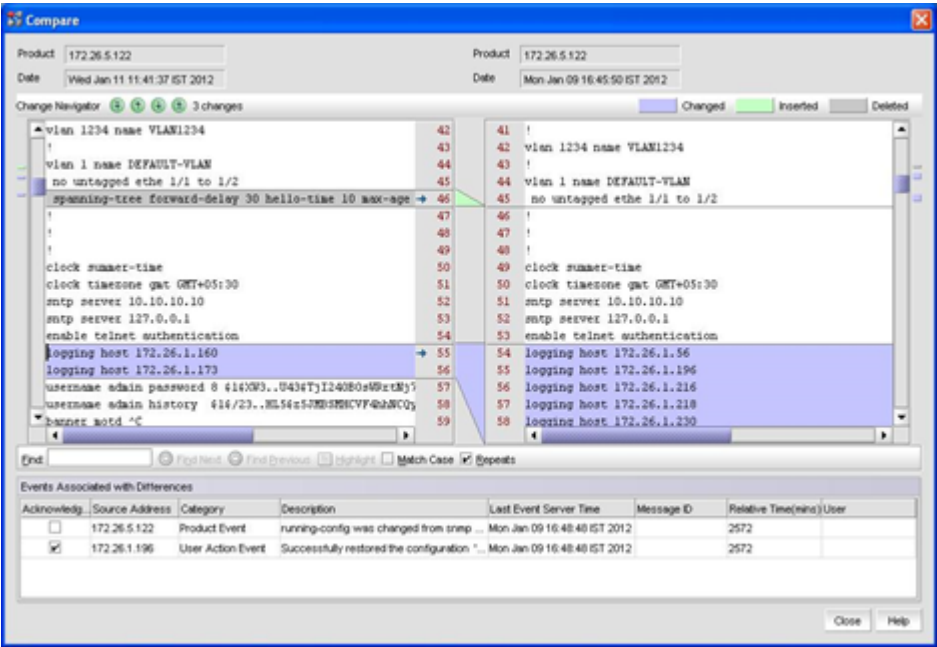 Compare
Product 172.26.5.122
Date Wed Jan 11 11:41:37 IST 2012
Product 172.26.5.122
Date Mon Jan 09 16:45:50 IST 2012
Change Navigator 3 changes
Changed Inserted Deleted
vlan 1234 name VLAN1234 42
! 43
vlan 1 name DEFAULT-VLAN 44
no untagged ethe 1/1 to 1/2 45
spanning-tree forward-delay 30 hello-time 10 max-age 46
! 47
! 48
! 49
clock summer-time 50
clock timezone gmt GMT+05:30 51
sntp server 10.10.10.10 52
sntp server 127.0.0.1 53
enable telnet authentication 54
logging host 172.26.1.160 55
logging host 172.26.1.173 56
username admin password 8 57
username admin history 58
banner motd ^C 59
41 !
42 vlan 1234 name VLAN1234
43 !
44 vlan 1 name DEFAULT-VLAN
45 no untagged ethe 1/1 to 1/2
46 !
47 !
48 !
49 clock summer-time
50 clock timezone gmt GMT+05:30
51 sntp server 10.10.10.10
52 sntp server 127.0.0.1
53 enable telnet authentication
54 logging host 172.26.1.56
55 logging host 172.26.1.196
56 logging host 172.26.1.216
57 logging host 172.26.1.218
58 logging host 172.26.1.230
Find: Find Next Find Previous Highlight Match Case Repeats
Events Associated with Differences
Acknowledg... Source Address Category Description Last Event Server Time Message ID Relative Time(mins) User
172.26.5.122 Product Event running-config was changed from snmp ... Mon Jan 09 16:48:48 IST 2012 2572
172.26.1.196 User Action Event Successfully restored the configuration "... Mon Jan 09 16:48:48 IST 2012 2572
Close Help